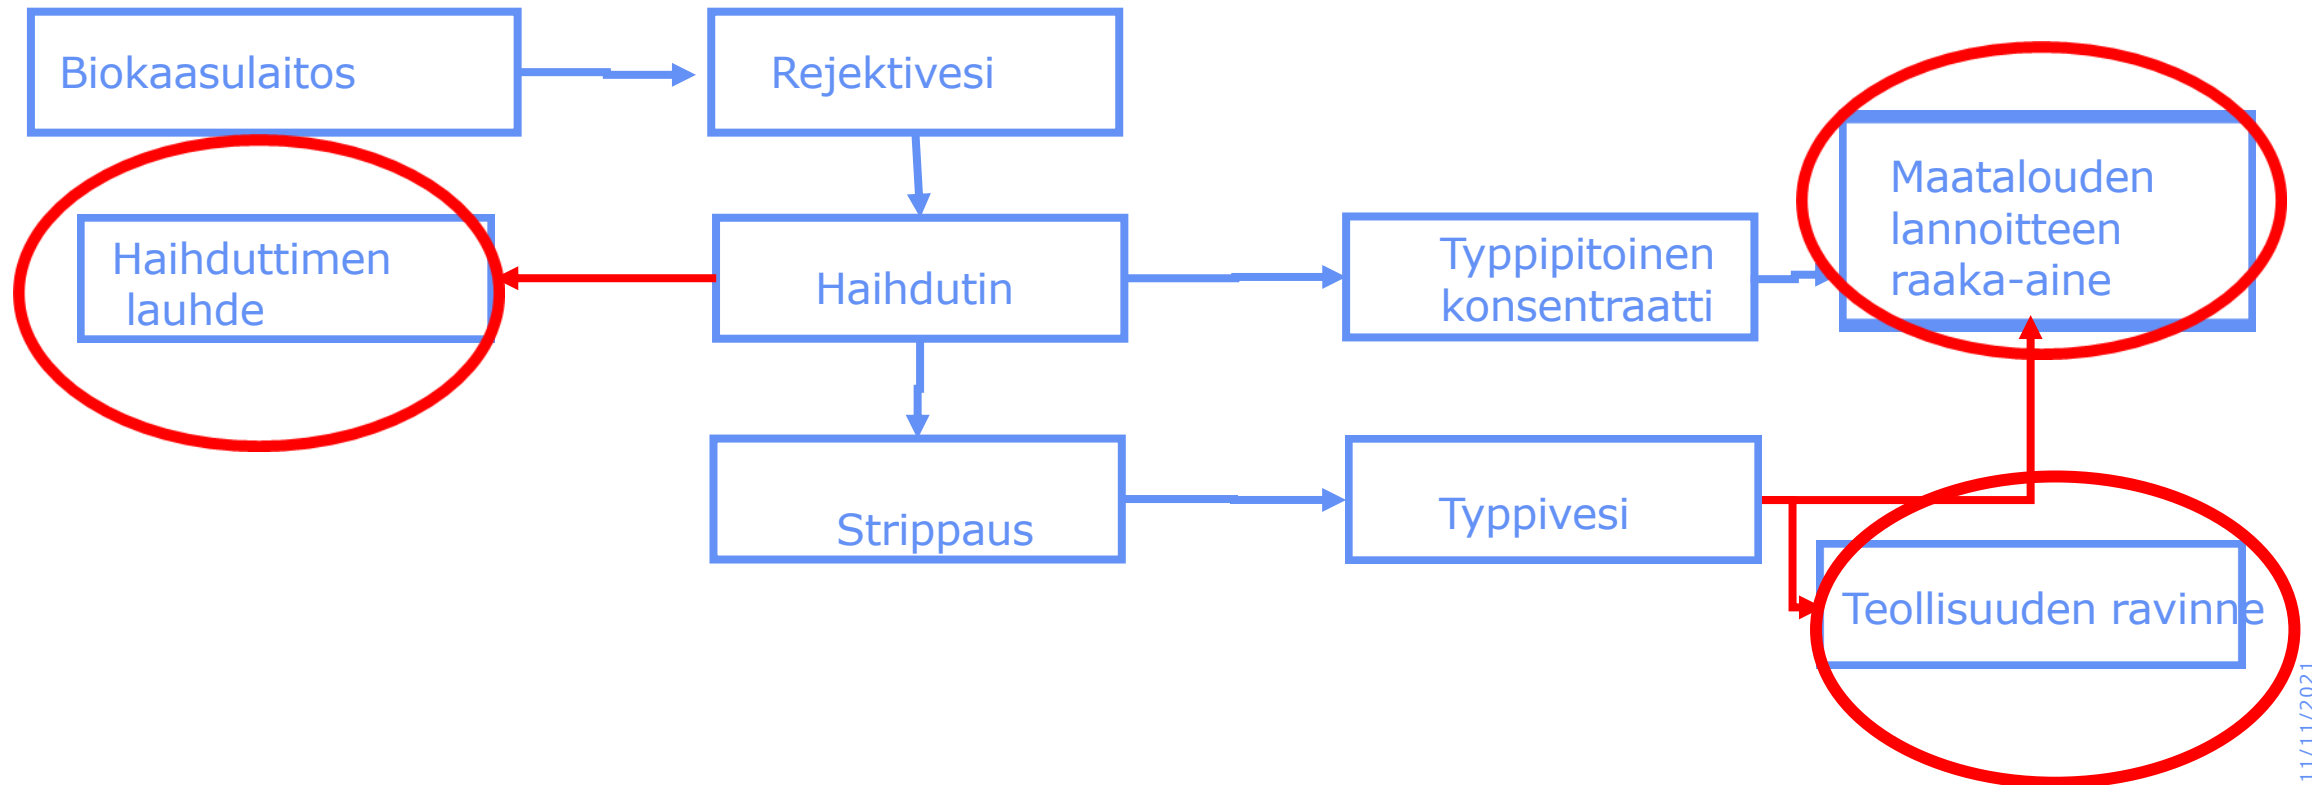 Biokaasulaitos
Rejektivesi
Maatalouden
lannoitteen
raaka-aine
Haihduttimen
lauhde
Haihdutin
Typpipitoinen
konsentraatti
Strippaus
Typpivesi
Teollisuuden ravinne
11/11/2021